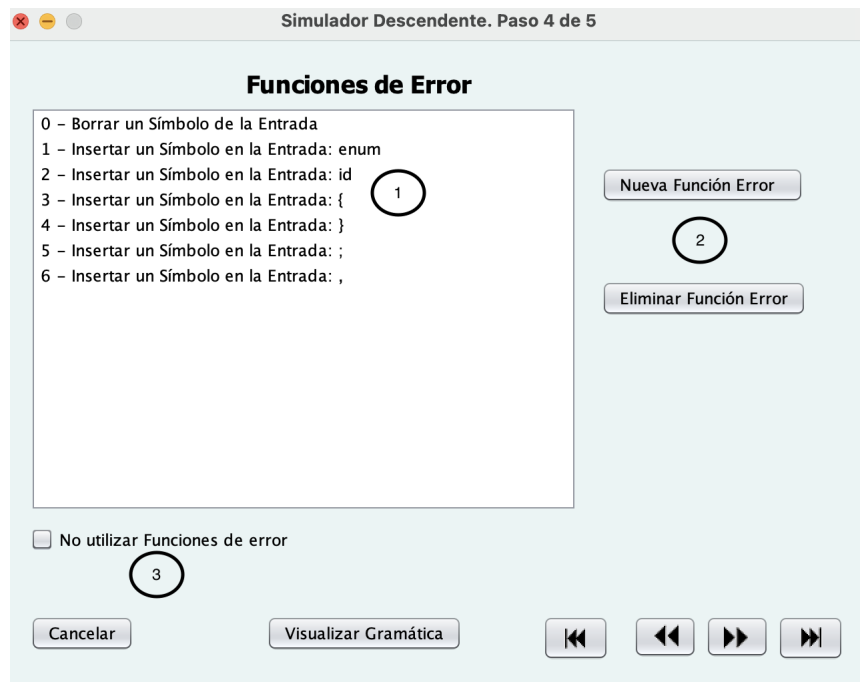 Simulador Descendente. Paso 4 de 5
Funciones de Error
0 – Borrar un Símbolo de la Entrada
1 – Insertar un Símbolo en la Entrada: enum
2 – Insertar un Símbolo en la Entrada: id
3 – Insertar un Símbolo en la Entrada: {
4 – Insertar un Símbolo en la Entrada: }
5 – Insertar un Símbolo en la Entrada: ;
6 – Insertar un Símbolo en la Entrada: ,
1
Nueva Función Error
2
Eliminar Función Error
No utilizar Funciones de error
3
Cancelar
Visualizar Gramática